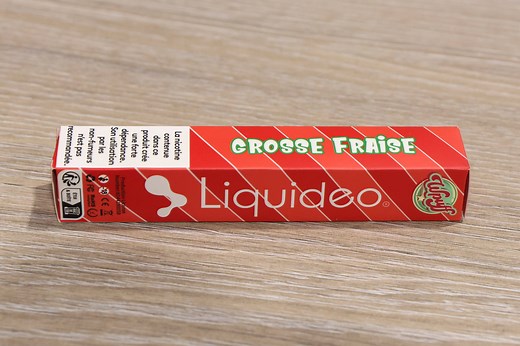 GROSSE FRAISE
Liquideo
Wpuff
La nicotine
contenue
dans ce
produit crée
une forte
dépendance.
Son utilisation
par les
non-fumeurs
n'est pas
recommandée.